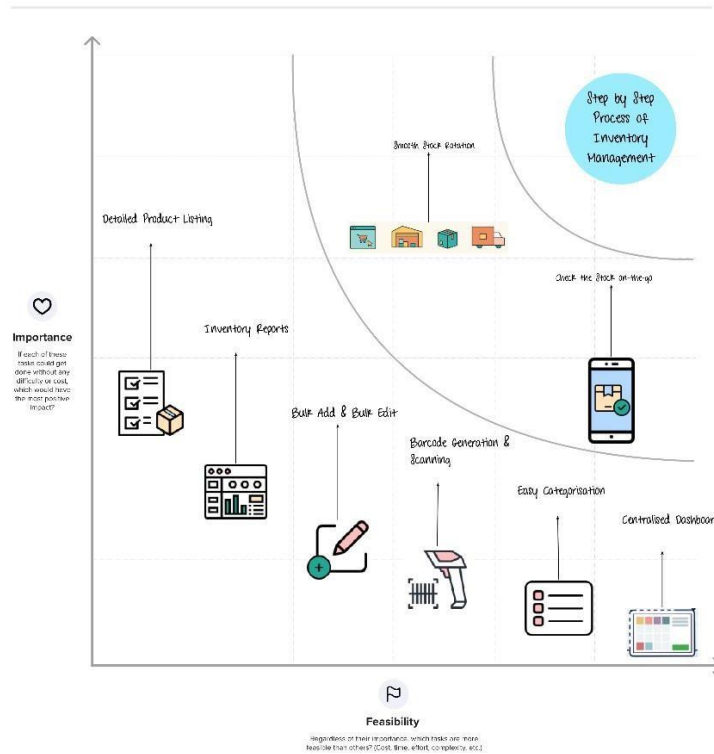 Step by Step
Process of
Inventory
Management
Smooth Stock Rotation
Detailed Product Listing
Check the Stock on-the-go
Inventory Reports
Bulk Add & Bulk Edit
Barcode Generation &
Scanning
Easy Categorisation
Centralised Dashboar
Importance
If each of these
tasks could get
done without any
difficulty or cost,
which would have
the most positive
impact?
Feasibility
Regardless of their importance, which tasks are more
feasible than others? (Cost, time, effort, complexity, etc.)